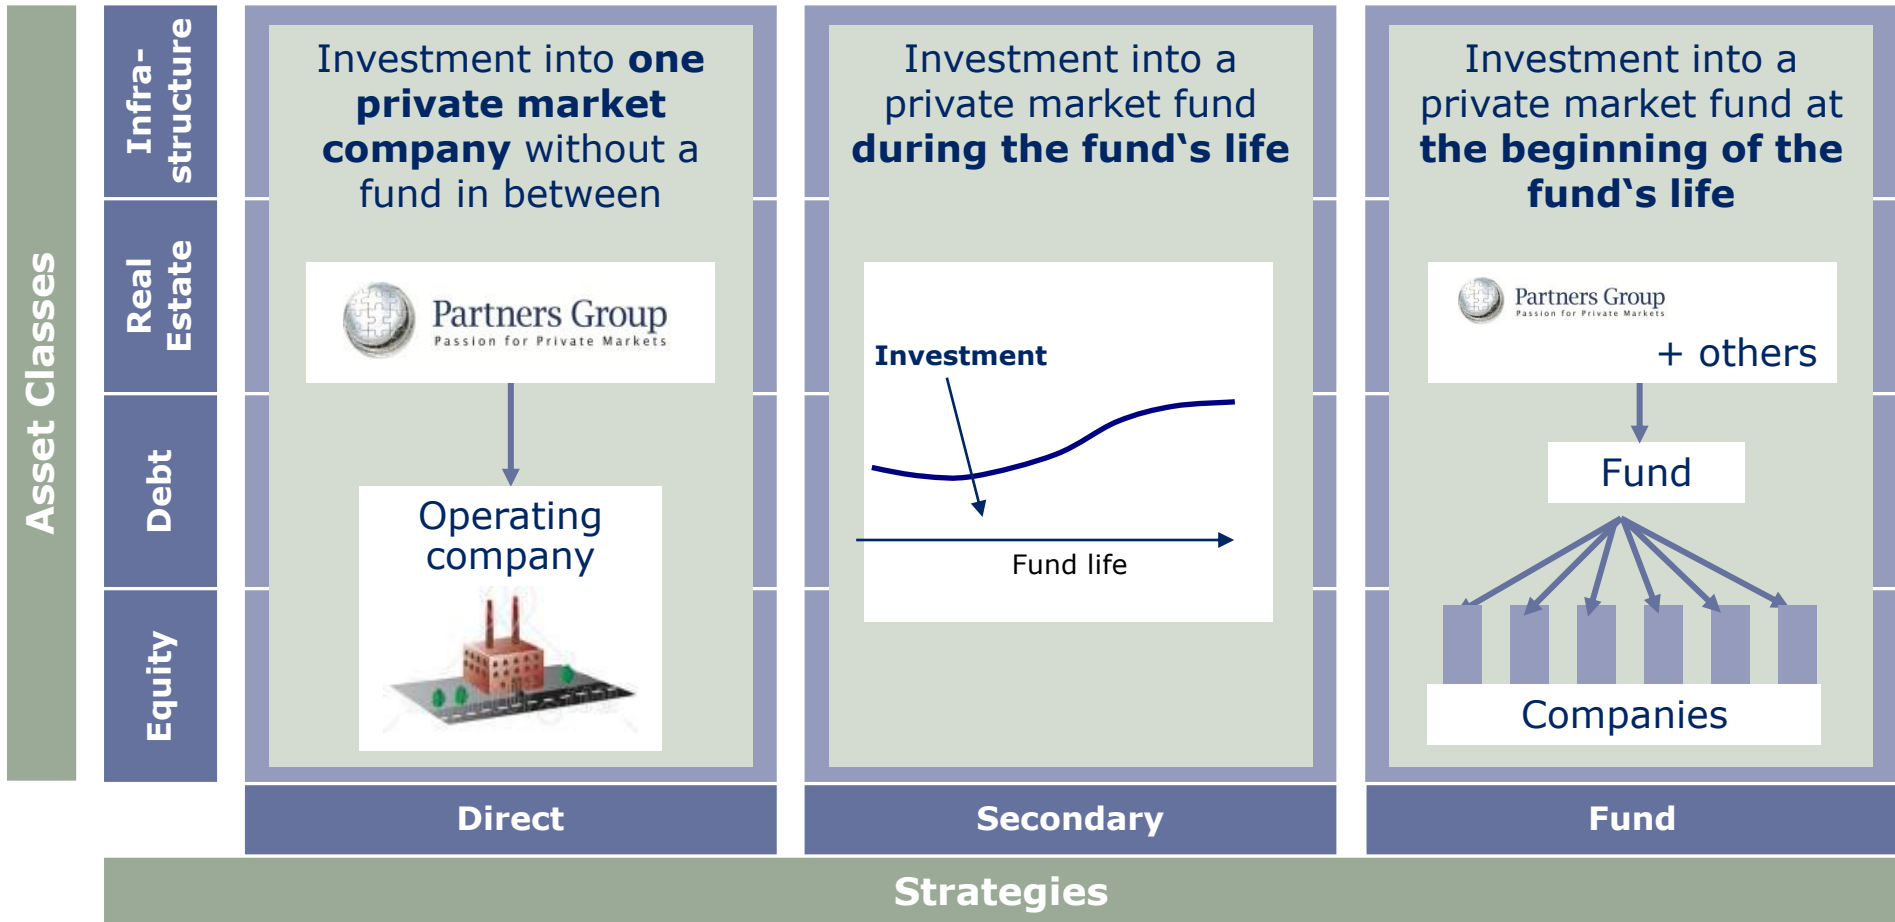 Asset Classes
Infra-
structure
Real
Estate
Debt
Equity
Investment into one
private market
company without a
fund in between
Partners Group
Passion for Private Markets
Operating
company
Direct
Investment into a
private market fund
during the fund‘s life
Investment
Fund life
Secondary
Investment into a
private market fund at
the beginning of the
fund‘s life
Partners Group
Passion for Private Markets
+ others
Fund
Companies
Fund
Strategies